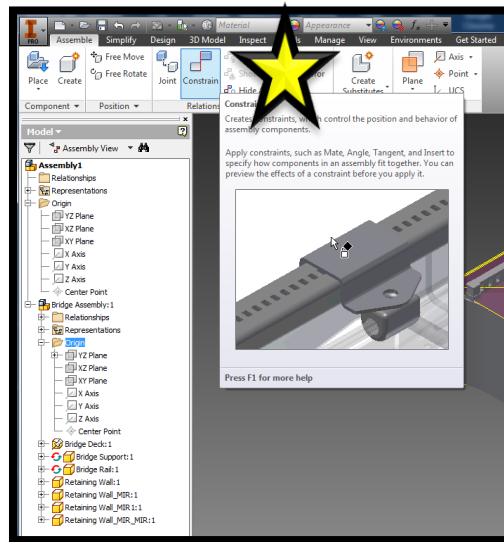 PRO
Material
Appearance
Assemble Simplify Design 3D Model Inspect Manage View Environments Get Started
Place Create
Free Move
Free Rotate
Joint Constrain
Create
Substitutes
Plane
Axis
Point
UCS
Component Position
Model
Assembly View
Assembly1
Relationships
Representations
Origin
YZ Plane
XZ Plane
XY Plane
X Axis
Y Axis
Z Axis
Center Point
Bridge Assembly:1
Relationships
Representations
Origin
YZ Plane
XZ Plane
XY Plane
X Axis
Y Axis
Z Axis
Center Point
Bridge Deck:1
Bridge Support:1
Bridge Rail:1
Retaining Wall:1
Retaining Wall_MIR:1
Retaining Wall_MIR1:1
Retaining Wall_MIR_MIR:1
Creates constraints, which control the position and behavior of
assembly components.
Apply constraints, such as Mate, Angle, Tangent, and Insert to
specify how components in an assembly fit together. You can
preview the effects of a constraint before you apply it.
Press F1 for more help